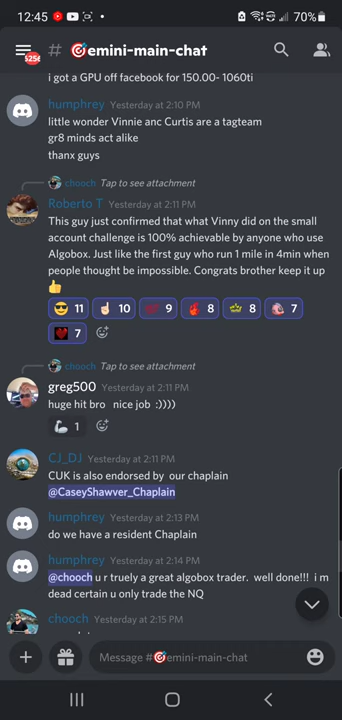 12:45
70%
# 🎯emini-main-chat
i got a GPU off facebook for 150.00- 1060ti
humphrey Yesterday at 2:10 PM
little wonder Vinnie anc Curtis are a tagteam
gr8 minds act alike
thanx guys
chooch Tap to see attachment
Roberto T Yesterday at 2:11 PM
This guy just confirmed that what Vinny did on the small
account challenge is 100% achievable by anyone who use
Algobox. Just like the first guy who run 1 mile in 4min when
people thought be impossible. Congrats brother keep it up
👍
😎 11 ☝🏻 10 9 8 8 7
7
chooch Tap to see attachment
greg500 Yesterday at 2:11 PM
huge hit bro nice job :))))
🦾 1
CJ_DJ Yesterday at 2:11 PM
CUK is also endorsed by our chaplain
@CaseyShawver_Chaplain
humphrey Yesterday at 2:13 PM
do we have a resident Chaplain
humphrey Yesterday at 2:14 PM
@chooch u r truely a great algobox trader. well done!!! i m
dead certain u only trade the NQ
chooch Yesterday at 2:15 PM
Message #🎯emini-main-chat